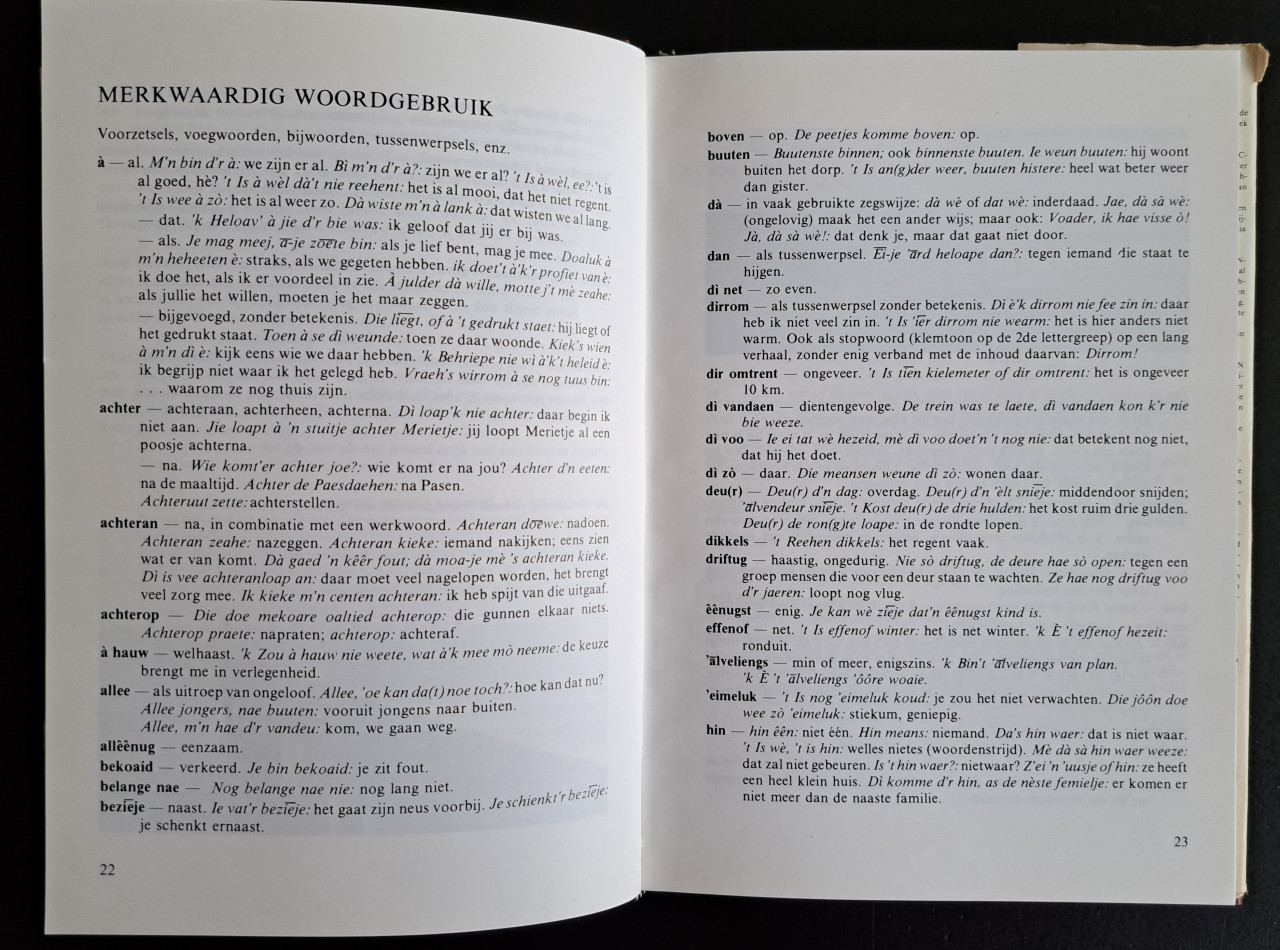 MERKWAARDIG WOORDGEBRUIK
Voorzetsels, voegwoorden, bijwoorden, tussenwerpsels, enz.
à — al. M'n bin d'r à: we zijn er al. Bì m'n d'r à?: zijn we er al? 't Is à wèl, ee?: 't is
al goed, hè? 't Is à wèl dà't nie reehent: het is al mooi, dat het niet regent.
't Is wee à zò: het is al weer zo. Dà wiste m'n à lank à: dat wisten we al lang.
— dat. 'k Heloav' à jie d'r bie was: ik geloof dat jij er bij was.
— als. Je mag meej, a̅-je zo̅e̅te bin: als je lief bent, mag je mee. Doaluk à
m'n heheeten è: straks, als we gegeten hebben. ik doet't à'k'r profiet van è:
ik doe het, als ik er voordeel in zie. À julder dà wille, motte j't mè zeahe:
als jullie het willen, moeten je het maar zeggen.
— bijgevoegd, zonder betekenis. Die li̅e̅gt, of à 't gedrukt staet: hij liegt of
het gedrukt staat. Toen à se dì weunde: toen ze daar woonde. Kiek's wien
à m'n dì è: kijk eens wie we daar hebben. 'k Behriepe nie wì à'k't heleid è:
ik begrijp niet waar ik het gelegd heb. Vraeh's wirrom à se nog tuus bin:
. . . waarom ze nog thuis zijn.
achter — achteraan, achterheen, achterna. Dì loap'k nie achter: daar begin ik
niet aan. Jie loapt à 'n stuitje achter Merietje: jij loopt Merietje al een
poosje achterna.
— na. Wie komt'er achter joe?: wie komt er na jou? Achter d'n eeten:
na de maaltijd. Achter de Paesdaehen: na Pasen.
Achteruut zette: achterstellen.
achteran — na, in combinatie met een werkwoord. Achteran do̅e̅we: nadoen.
Achteran zeahe: nazeggen. Achteran kieke: iemand nakijken; eens zien
wat er van komt. Dà gaed 'n kêêr fout; dà moa-je mè 's achteran kieke.
Dì is vee achteranloap an: daar moet veel nagelopen worden, het brengt
veel zorg mee. Ik kieke m'n centen achteran: ik heb spijt van die uitgaaf.
achterop — Die doe mekoare oaltied achterop: die gunnen elkaar niets.
Achterop praete: napraten; achterop: achteraf.
à hauw — welhaast. 'k Zou à hauw nie weete, wat à'k mee mò neeme: de keuze
brengt me in verlegenheid.
allee — als uitroep van ongeloof. Allee, 'oe kan da(t) noe toch?: hoe kan dat nu?
Allee jongers, nae buuten: vooruit jongens naar buiten.
Allee, m'n hae d'r vandeu: kom, we gaan weg.
allêênug — eenzaam.
bekoaid — verkeerd. Je bin bekoaid: je zit fout.
belange nae — Nog belange nae nie: nog lang niet.
bezi̅e̅je — naast. Ie vat'r bezi̅e̅je: het gaat zijn neus voorbij. Je schienkt'r bezi̅e̅je:
je schenkt ernaast.
22
boven — op. De peetjes komme boven: op.
buuten — Buutenste binnen; ook binnenste buuten. Ie weun buuten: hij woont
buiten het dorp. 't Is an(g)der weer, buuten histere: heel wat beter weer
dan gister.
dà — in vaak gebruikte zegswijze: dà wè of dat wè: inderdaad. Jae, dà sà wè:
(ongelovig) maak het een ander wijs; maar ook: Voader, ik hae visse ò!
Jà, dà sà wè!: dat denk je, maar dat gaat niet door.
dan — als tussenwerpsel. E̅i̅-je 'a̅rd heloape dan?: tegen iemand die staat te
hijgen.
dì net — zo even.
dirrom — als tussenwerpsel zonder betekenis. Dì è'k dirrom nie fee zin in: daar
heb ik niet veel zin in. 't Is 'i̅e̅r dirrom nie wearm: het is hier anders niet
warm. Ook als stopwoord (klemtoon op de 2de lettergreep) op een lang
verhaal, zonder enig verband met de inhoud daarvan: Dirrom!
dir omtrent — ongeveer. 't Is ti̅e̅n kielemeter of dir omtrent: het is ongeveer
10 km.
dì vandaen — dientengevolge. De trein was te laete, dì vandaen kon k'r nie
bie weeze.
dì voo — Ie ei tat wè hezeid, mè dì voo doet'n 't nog nie: dat betekent nog niet,
dat hij het doet.
dì zò — daar. Die meansen weune dì zò: wonen daar.
deu(r) — Deu(r) d'n dag: overdag. Deu(r) d'n 'èlt sni̅e̅je: middendoor snijden;
'a̅lvendeur sni̅e̅je. 't Kost deu(r) de drie hulden: het kost ruim drie gulden.
Deu(r) de ron(g)te loape: in de rondte lopen.
dikkels — 't Reehen dikkels: het regent vaak.
driftug — haastig, ongedurig. Nie sò driftug, de deure hae sò open: tegen een
groep mensen die voor een deur staan te wachten. Ze hae nog driftug voo
d'r jaeren: loopt nog vlug.
êênugst — enig. Je kan wè zi̅e̅je dat'n êênugst kind is.
effenof — net. 't Is effenof winter: het is net winter. 'k È 't effenof hezeit:
ronduit.
'a̅lveliengs — min of meer, enigszins. 'k Bin't 'a̅lveliengs van plan.
'k È 't 'a̅lveliengs 'ôôre woaie.
'eimeluk — 't Is nog 'eimeluk koud: je zou het niet verwachten. Die jôôn doe
wee zò 'eimeluk: stiekum, geniepig.
hin — hin êên: niet één. Hin means: niemand. Da's hin waer: dat is niet waar.
't Is wè, 't is hin: welles nietes (woordenstrijd). Mè dà sà hin waer weeze:
dat zal niet gebeuren. Is 't hin waer?: nietwaar? Z'ei 'n 'uusje of hin: ze heeft
een heel klein huis. Dì komme d'r hin, as de nèste femielje: er komen er
niet meer dan de naaste familie.
23